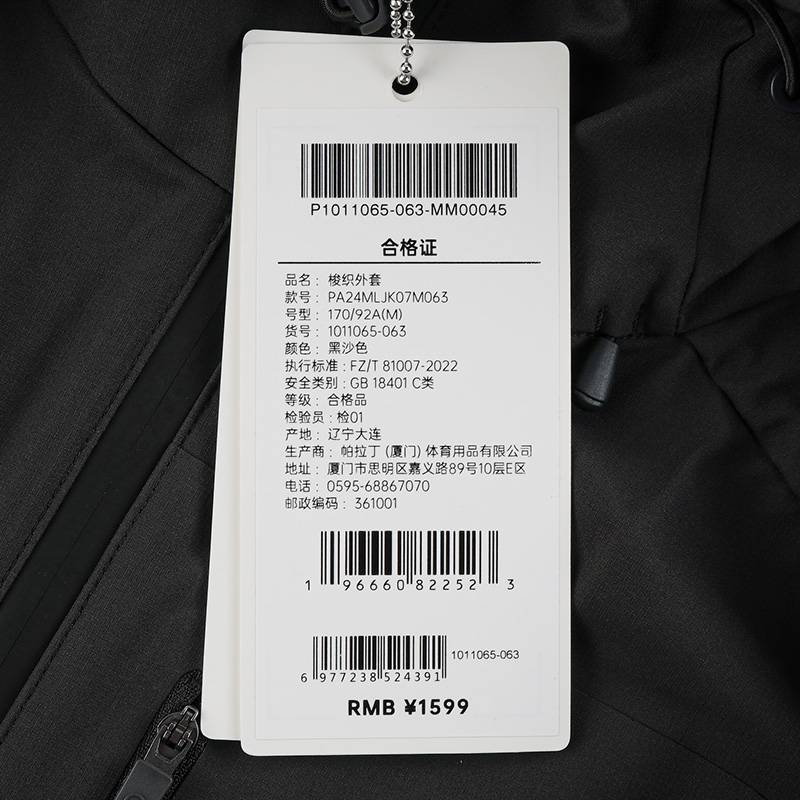 P1011065-063-MM00045
合格证
品名：梭织外套
款号：PA24MLJK07M063
号型：170/92A(M)
货号：1011065-063
颜色：黑沙色
执行标准：FZ/T 81007-2022
安全类别：GB 18401 C类
等级：合格品
检验员：检01
产地：辽宁大连
生产商：帕拉丁（厦门）体育用品有限公司
地址：厦门市思明区嘉义路89号10层E区
电话：0595-68867070
邮政编码：361001
1 96660 82252 3
1011065-063
6 977238 524391
RMB ¥1599